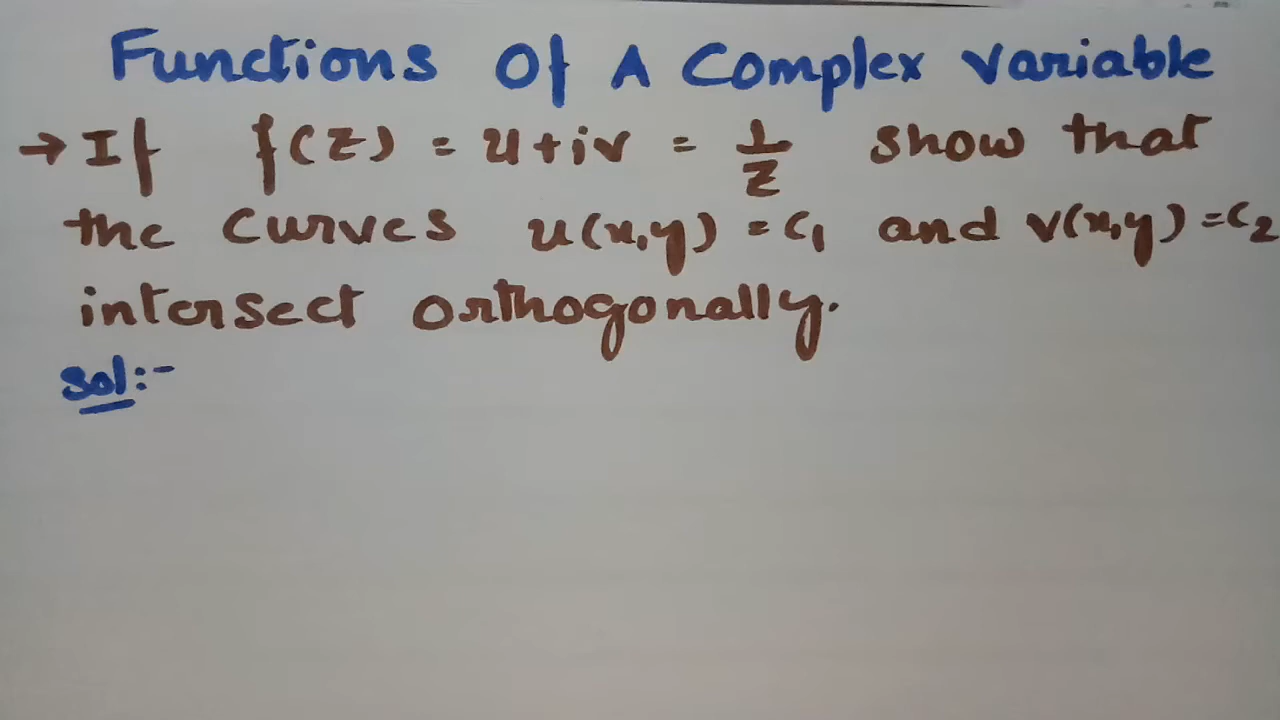 Functions Of A Complex Variable
→ If f(z) = u+iv = 1/z show that
the curves u(x,y) = c₁ and v(x,y) = c₂
intersect orthogonally.
Sol:-